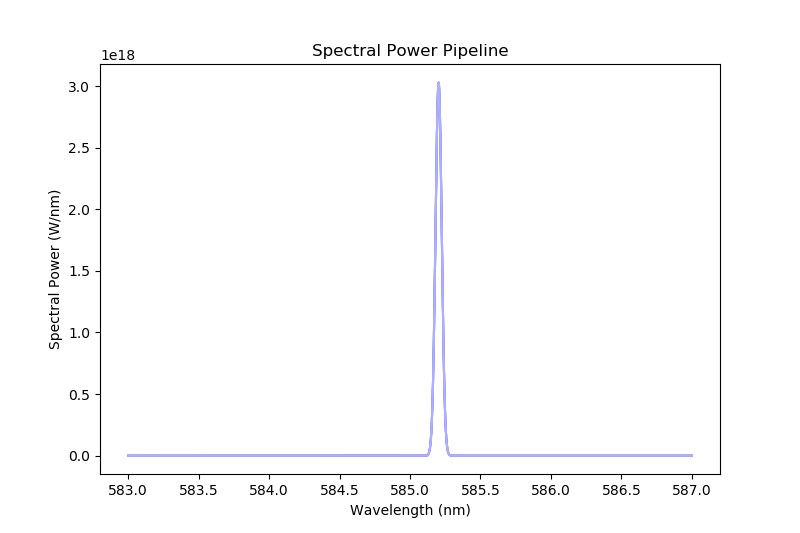 Spectral Power Pipeline
1e18
3.0
2.5
2.0
1.5
1.0
0.5
0.0
Spectral Power (W/nm)
583.0 583.5 584.0 584.5 585.0 585.5 586.0 586.5 587.0
Wavelength (nm)